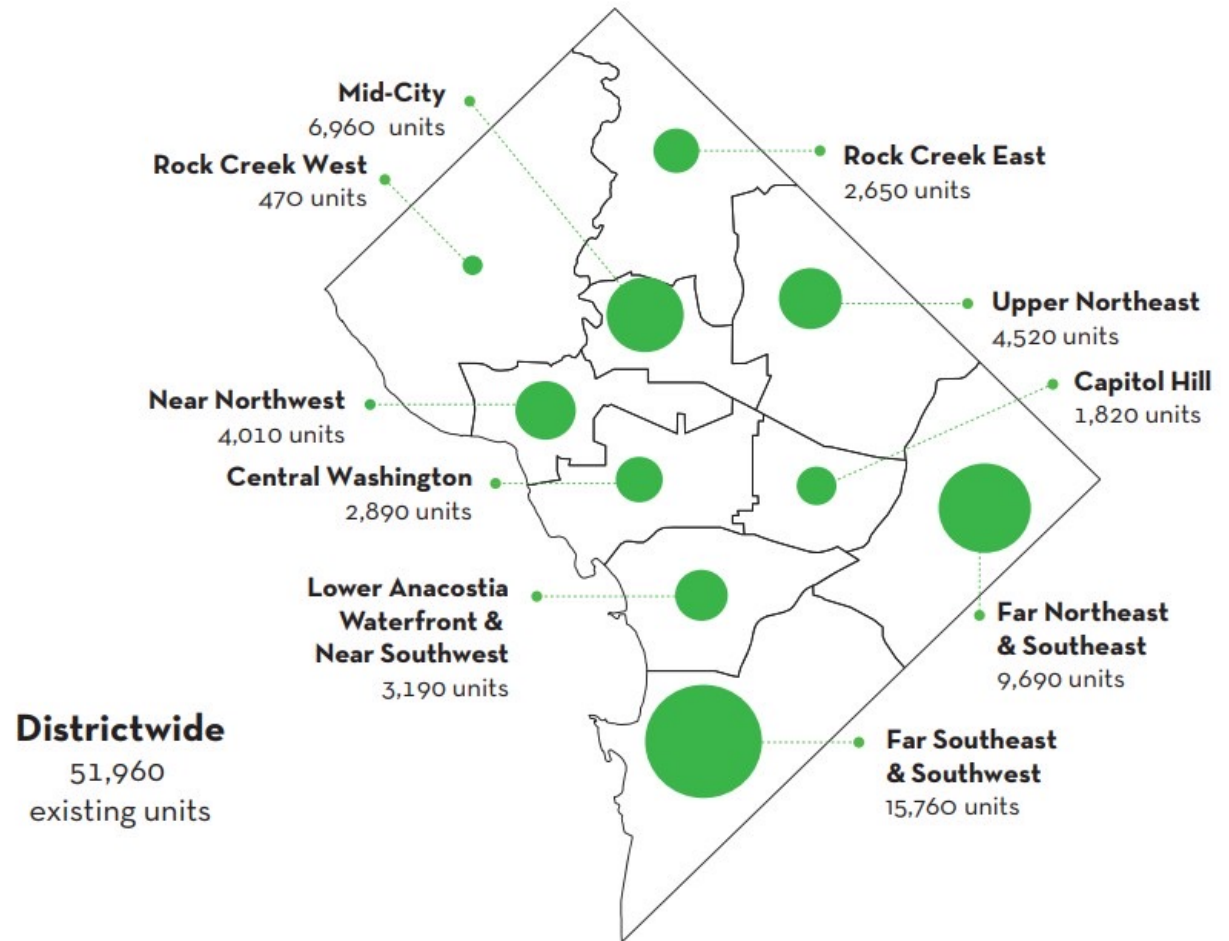 Mid-City
6,960 units
Rock Creek West
470 units
Rock Creek East
2,650 units
Upper Northeast
4,520 units
Capitol Hill
1,820 units
Near Northwest
4,010 units
Central Washington
2,890 units
Lower Anacostia
Waterfront &
Near Southwest
3,190 units
Far Northeast
& Southeast
9,690 units
Districtwide
51,960
existing units
Far Southeast
& Southwest
15,760 units